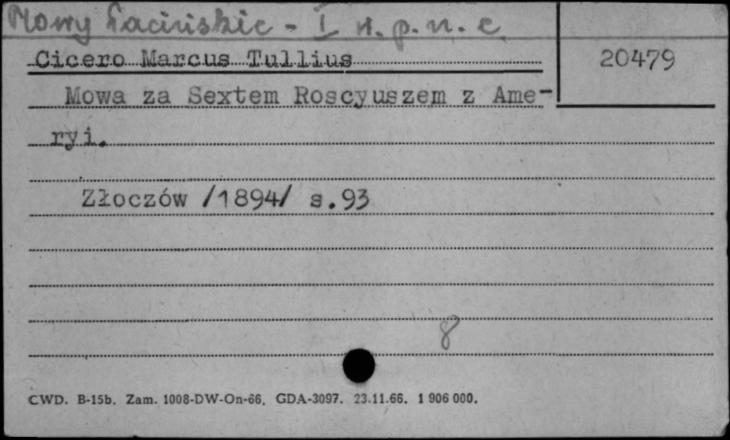 Mowy łacińskie - I w. p. n. e
Cicero Marcus Tullius
20479
Mowa za Sextem Roscyuszem z Ame-
ryi.
Złoczów /1894/ s.93
8
CWD. B-15b. Zam. 1008-DW-On-66. GDA-3097. 23.11.66. 1 906 000.